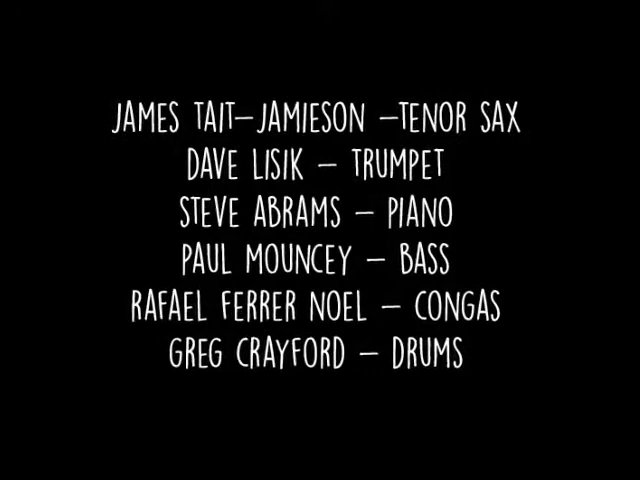 JAMES TAIT-JAMIESON -TENOR SAX
DAVE LISIK - TRUMPET
STEVE ABRAMS - PIANO
PAUL MOUNCEY - BASS
RAFAEL FERRER NOEL - CONGAS
GREG CRAYFORD - DRUMS